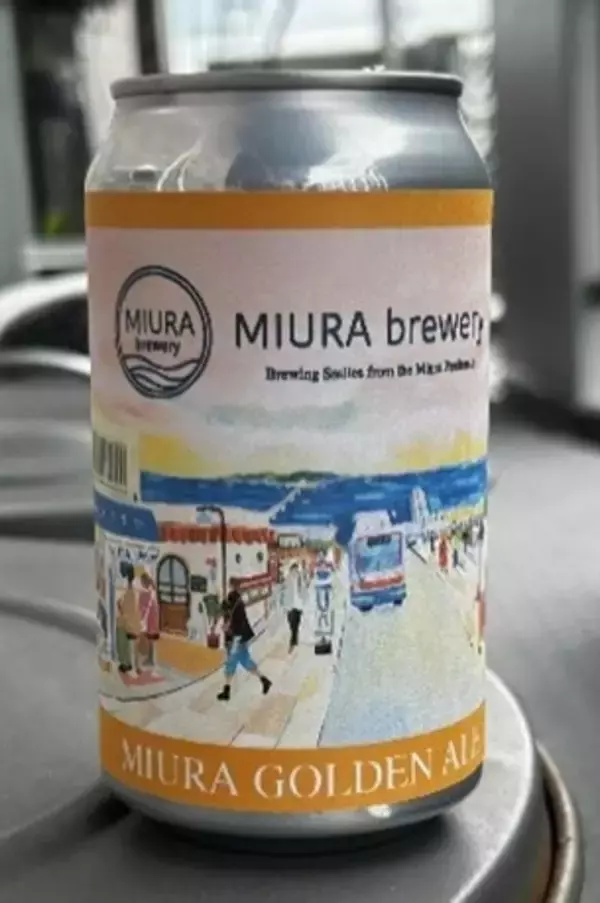 MIURA
brewery
MIURA brewery
Brewing Smiles from the Miura
MIURA GOLDEN ALE